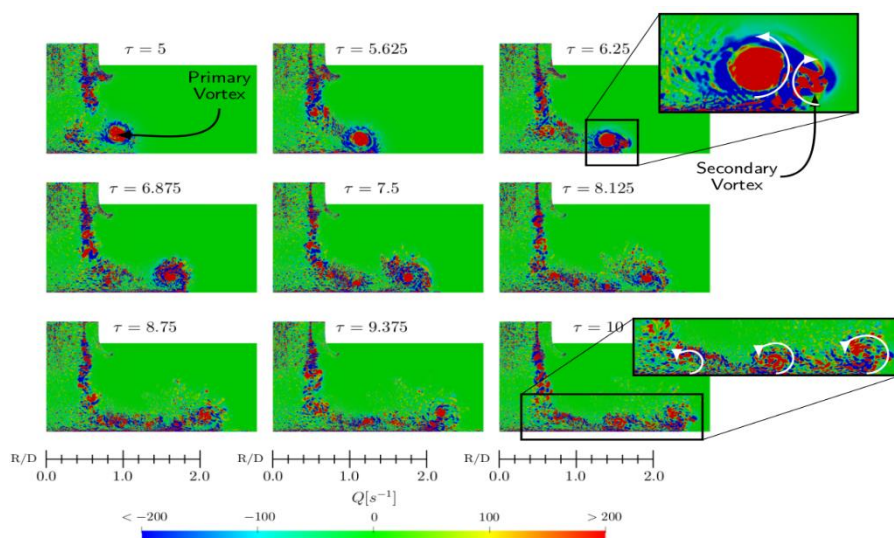 τ = 5
τ = 5.625
τ = 6.25
Primary
Vortex
Secondary
Vortex
τ = 6.875
τ = 7.5
τ = 8.125
τ = 8.75
τ = 9.375
τ = 10
R/D
0.0
1.0
2.0
R/D
0.0
1.0
2.0
R/D
0.0
1.0
2.0
Q[s⁻¹]
< −200
−100
0
100
> 200